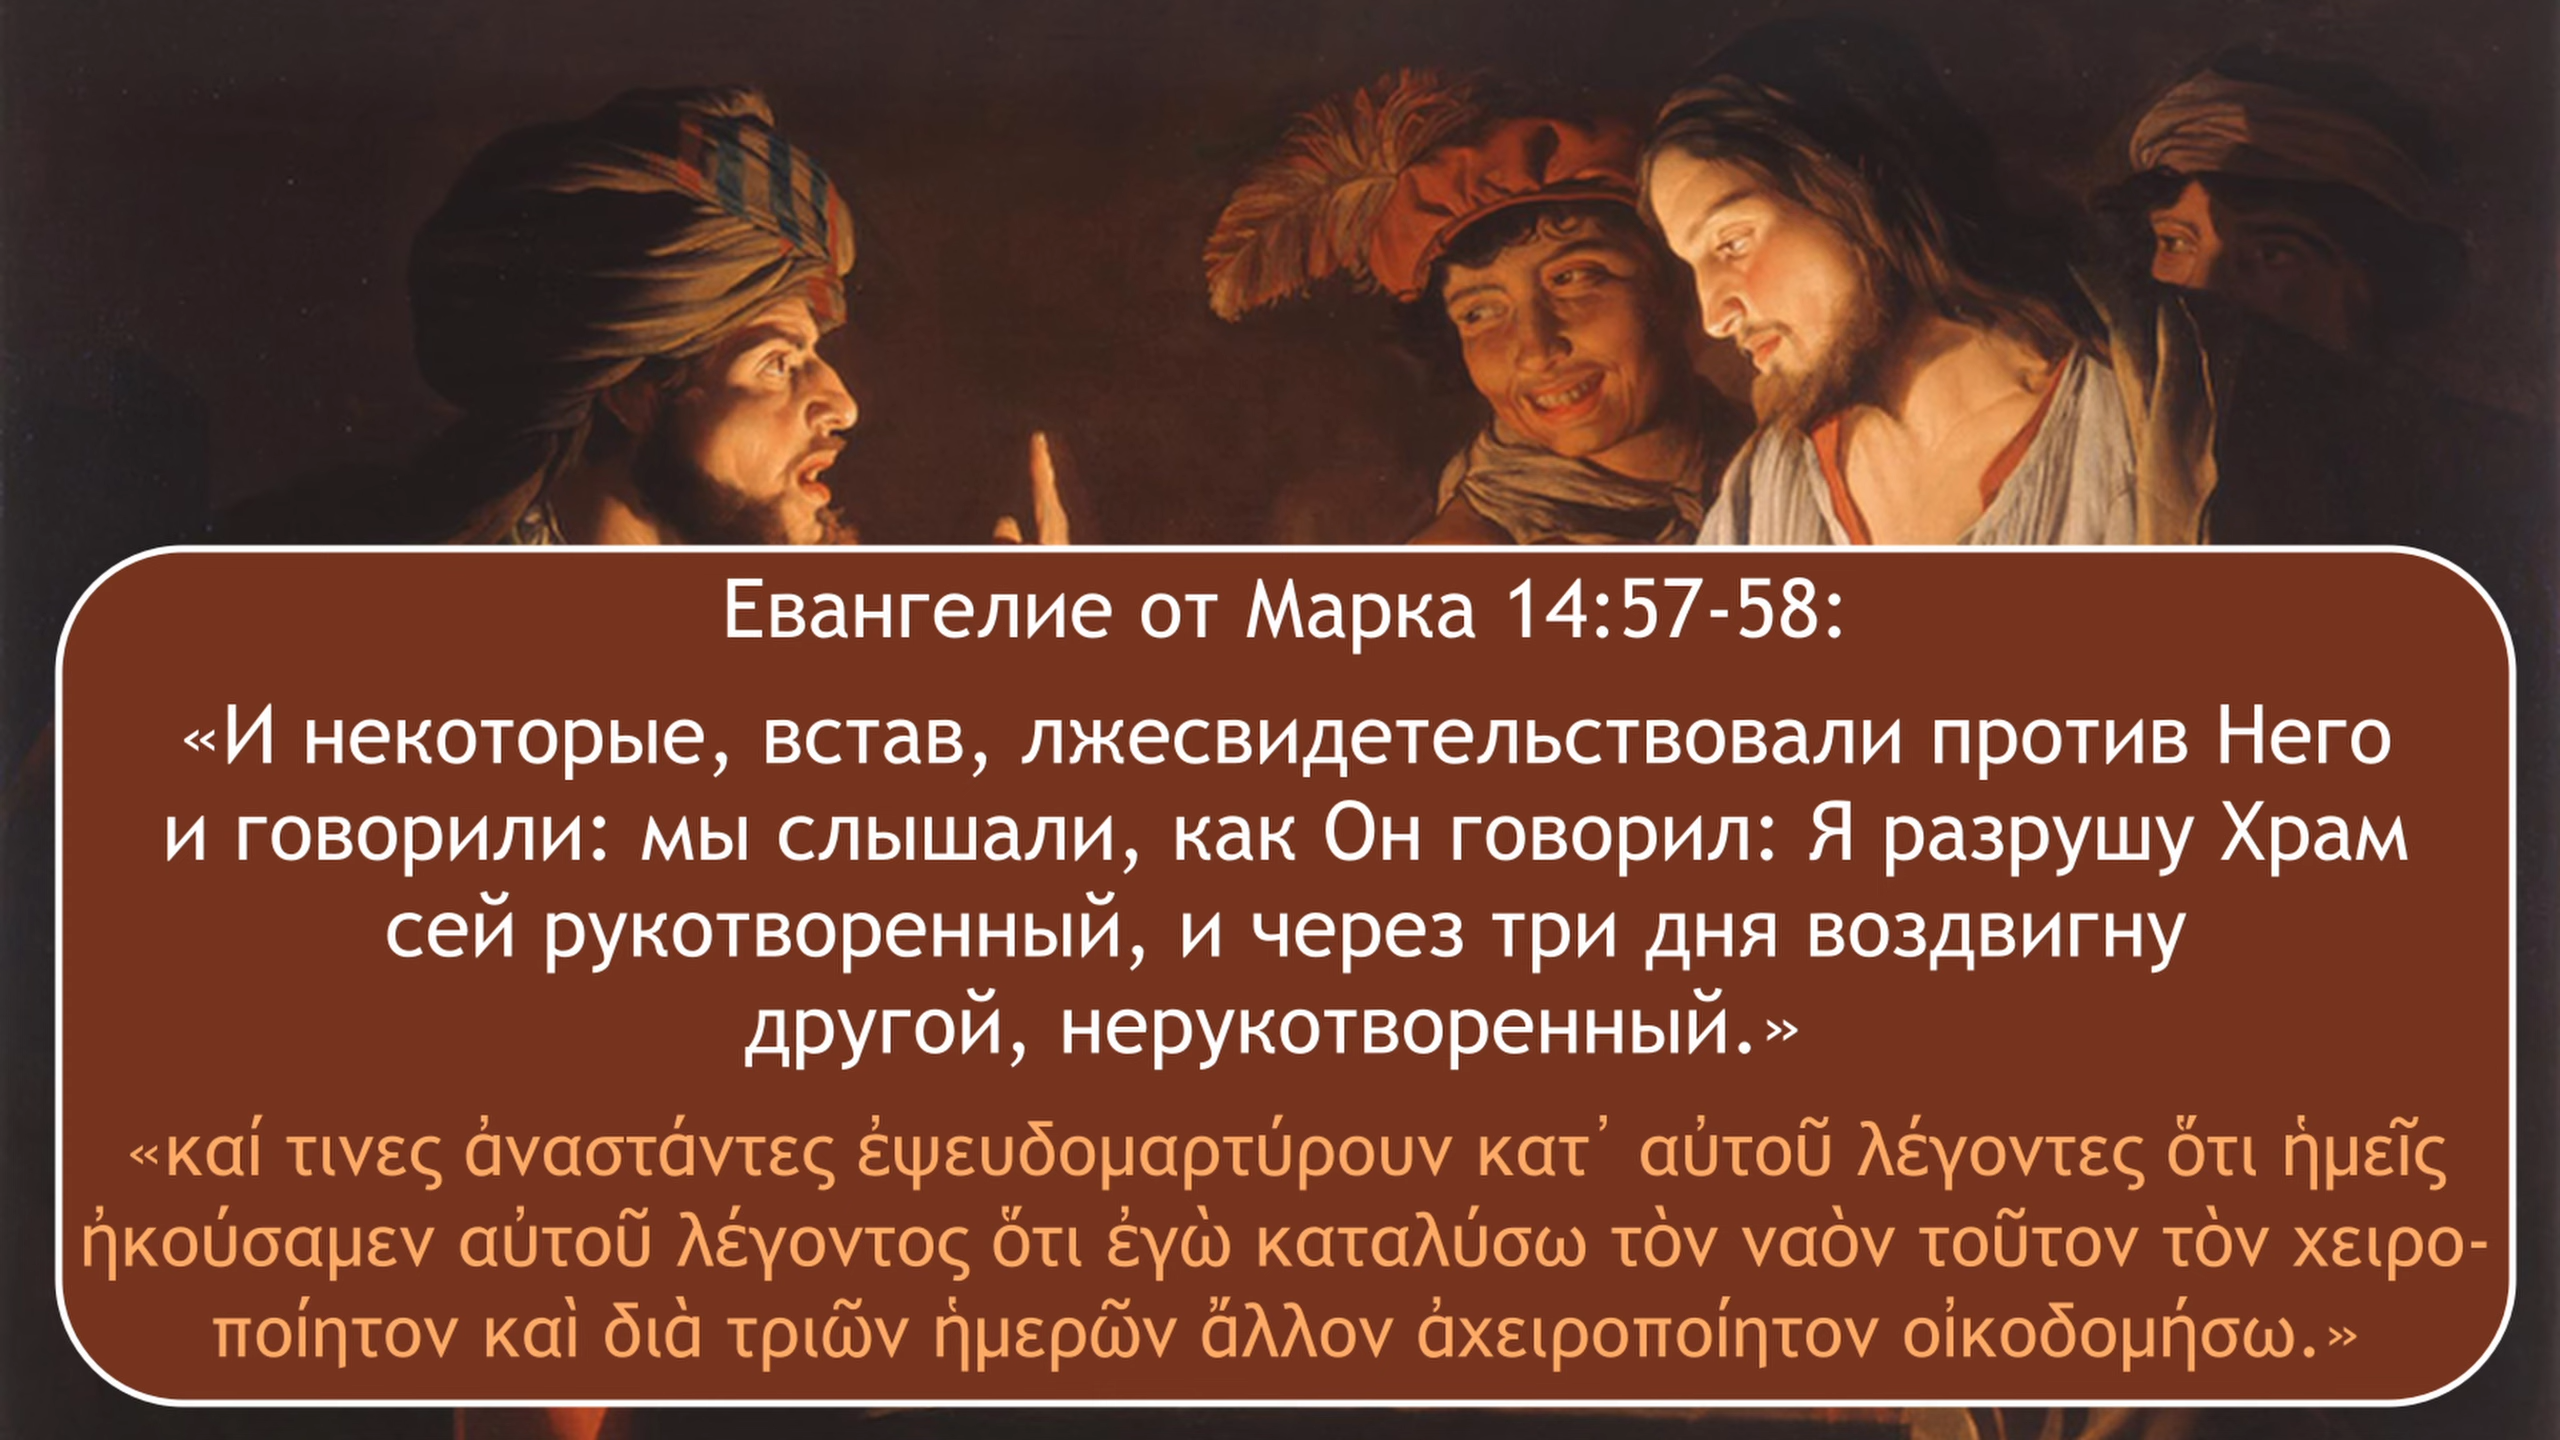 Евангелие от Марка 14:57-58:
«И некоторые, встав, лжесвидетельствовали против Него
и говорили: мы слышали, как Он говорил: Я разрушу Храм
сей рукотворенный, и через три дня воздвигну
другой, нерукотворенный.»
«καί τινες ἀναστάντες ἐψευδομαρτύρουν κατ᾽ αὐτοῦ λέγοντες ὅτι ἡμεῖς
ἠκούσαμεν αὐτοῦ λέγοντος ὅτι ἐγὼ καταλύσω τὸν ναὸν τοῦτον τὸν χειρο-
ποίητον καὶ διὰ τριῶν ἡμερῶν ἄλλον ἀχειροποίητον οἰκοδομήσω.»